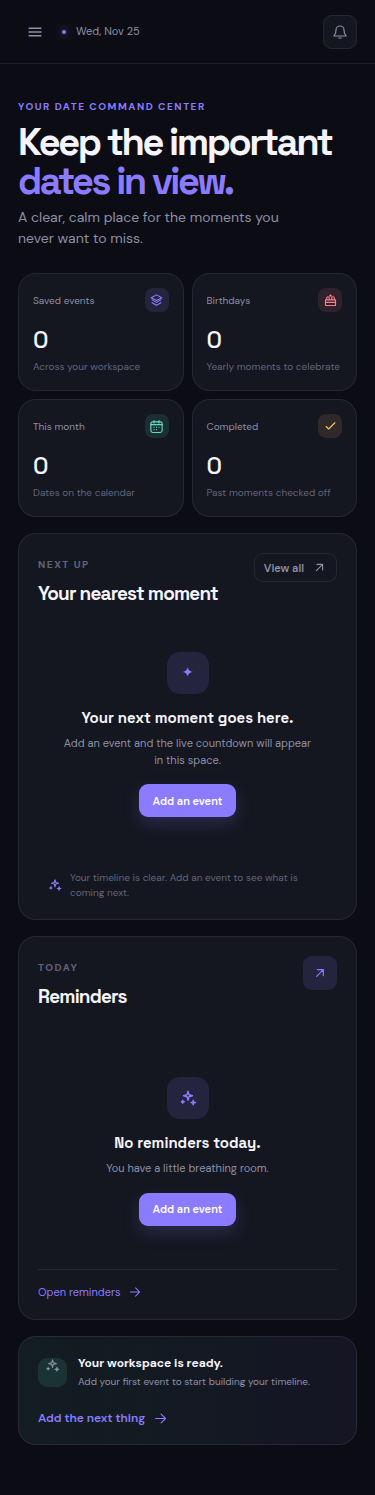 Wed, Nov 25
YOUR DATE COMMAND CENTER
Keep the important
dates in view.
A clear, calm place for the moments you
never want to miss.
Saved events
0
Across your workspace
Birthdays
0
Yearly moments to celebrate
This month
0
Dates on the calendar
Completed
0
Past moments checked off
NEXT UP
View all
Your nearest moment
Your next moment goes here.
Add an event and the live countdown will appear
in this space.
Add an event
Your timeline is clear. Add an event to see what is
coming next.
TODAY
Reminders
No reminders today.
You have a little breathing room.
Add an event
Open reminders
Your workspace is ready.
Add your first event to start building your timeline.
Add the next thing